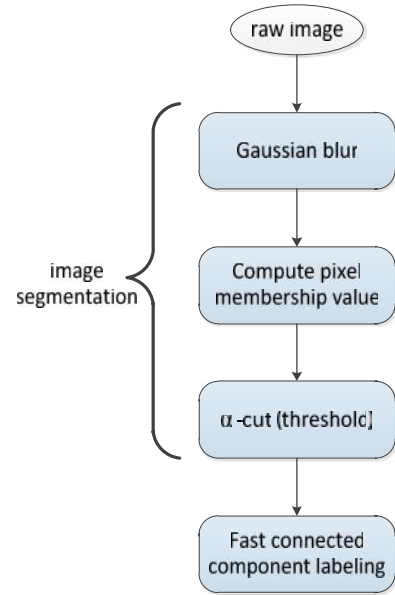 raw image
Gaussian blur
image
segmentation
Compute pixel
membership value
α-cut (threshold)
Fast connected
component labeling